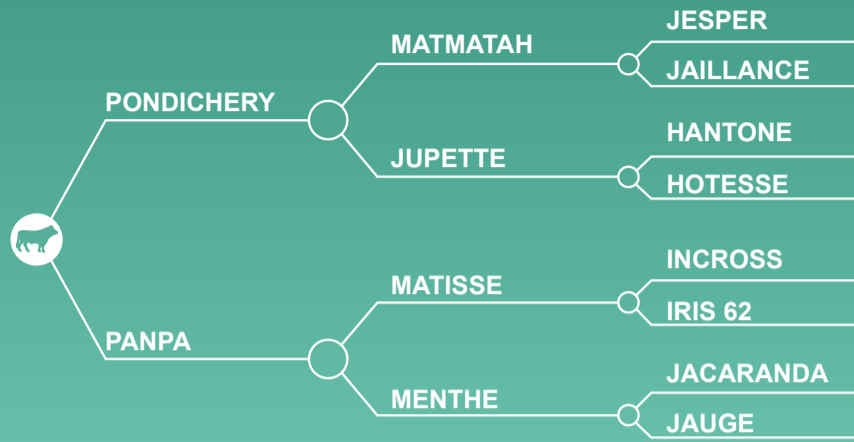 JESPER
MATMATAH
JAILLANCE
PONDICHERY
HANTONE
JUPETTE
HOTESSE
INCROSS
MATISSE
IRIS 62
PANPA
JACARANDA
MENTHE
JAUGE